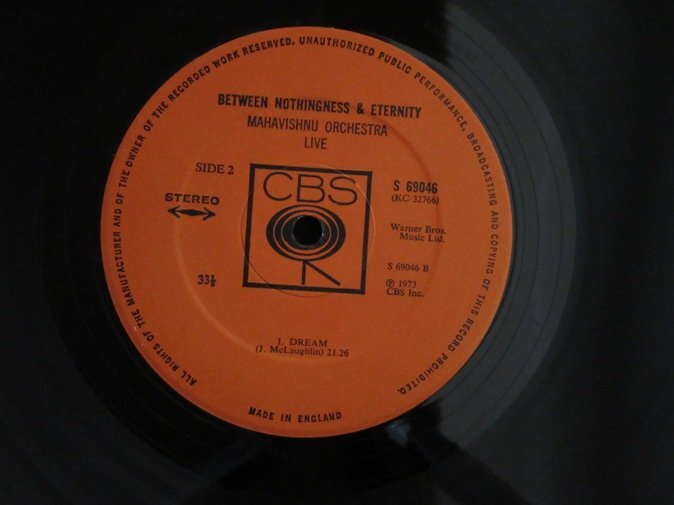 ALL RIGHTS OF THE MANUFACTURER AND OF THE OWNER OF THE RECORDED WORK RESERVED. UNAUTHORIZED PUBLIC PERFORMANCE, BROADCASTING AND COPYING OF THIS RECORD PROHIBITED.
BETWEEN NOTHINGNESS & ETERNITY
MAHAVISHNU ORCHESTRA
LIVE
SIDE 2
STEREO
33⅓
CBS
S 69046
(KC 32766)
Warner Bros.
Music Ltd.
S 69046 B
℗ 1973
CBS Inc.
1. DREAM
(J. McLaughlin) 21.26
MADE IN ENGLAND